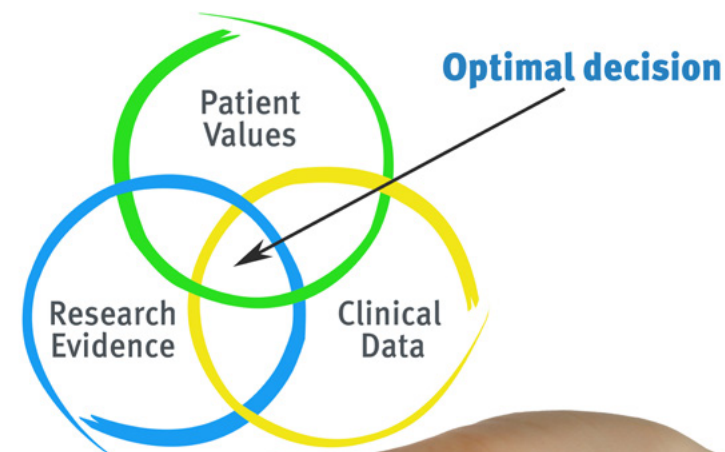 Optimal decision
Patient
Values
Research
Evidence
Clinical
Data